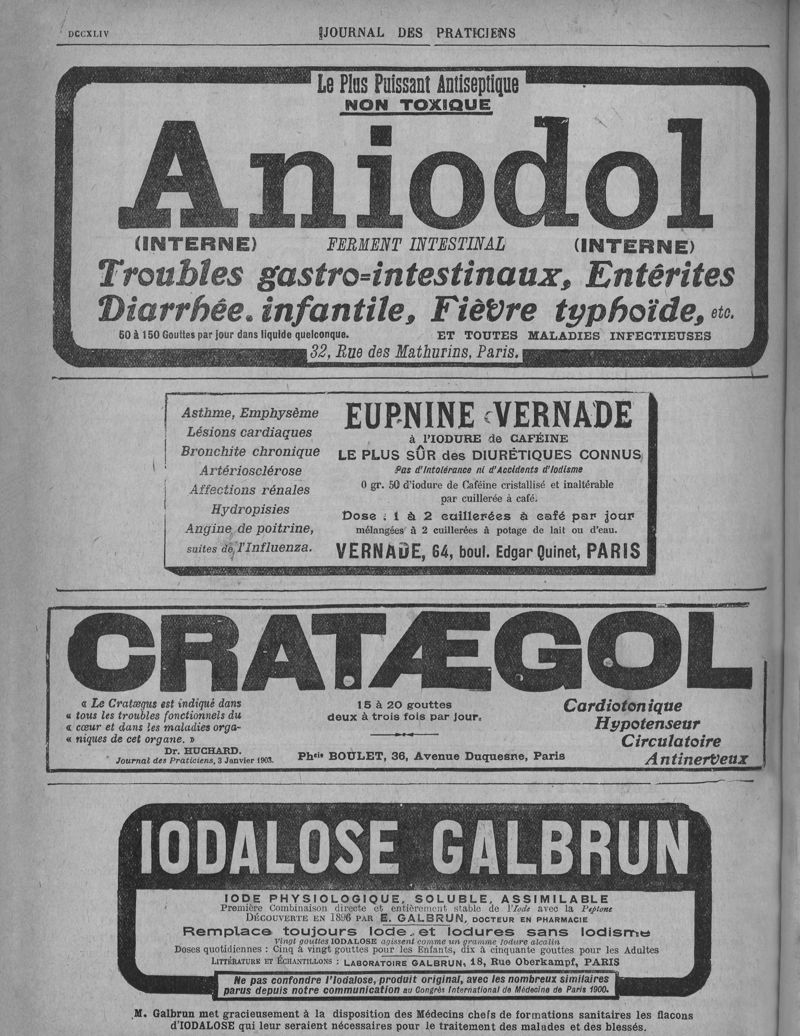 DCCXLIV
JOURNAL DES PRATICIENS
Le Plus Puissant Antiseptique
NON TOXIQUE
Aniodol
(INTERNE) FERMENT INTESTINAL (INTERNE)
Troubles gastro=intestinaux, Entérites
Diarrhée infantile, Fièvre typhoïde, etc.
50 à 150 Gouttes par jour dans liquide quelconque. ET TOUTES MALADIES INFECTIEUSES
32, Rue des Mathurins, Paris.
Asthme, Emphysème
Lésions cardiaques
Bronchite chronique
Artériosclérose
Affections rénales
Hydropisies
Angine de poitrine,
suites de l'Influenza.
EUPNINE VERNADE
à l'IODURE de CAFÉINE
LE PLUS SÛR des DIURÉTIQUES CONNUS
Pas d'Intolérance ni d'Accidents d'Iodisme
0 gr. 50 d'iodure de Caféine cristallisé et inaltérable
par cuillerée à café.
Dose : 1 à 2 cuillerées à café par jour
mélangées à 2 cuillerées à potage de lait ou d'eau.
VERNADE, 64, boul. Edgar Quinet, PARIS
CRATÆGOL
« Le Cratægus est indiqué dans
« tous les troubles fonctionnels du
« cœur et dans les maladies orga-
« niques de cet organe. »
Dr. HUCHARD.
Journal des Praticiens, 3 Janvier 1903.
15 à 20 gouttes
deux à trois fois par jour.
Phcie BOULET, 36, Avenue Duquesne, Paris
Cardiotonique
Hypotenseur
Circulatoire
Antinerveux
IODALOSE GALBRUN
IODE PHYSIOLOGIQUE, SOLUBLE, ASSIMILABLE
Première Combinaison directe et entièrement stable de l'Iode avec la Peptone
DÉCOUVERTE EN 1896 PAR E. GALBRUN, DOCTEUR EN PHARMACIE
Remplace toujours Iode et Iodures sans Iodisme
Vingt gouttes IODALOSE agissent comme un gramme Iodure alcalin
Doses quotidiennes : Cinq à vingt gouttes pour les Enfants, dix à cinquante gouttes pour les Adultes
LITTÉRATURE ET ÉCHANTILLONS : LABORATOIRE GALBRUN, 18, Rue Oberkampf, PARIS
Ne pas confondre l'Iodalose, produit original, avec les nombreux similaires
parus depuis notre communication au Congrès International de Médecine de Paris 1900.
M. Galbrun met gracieusement à la disposition des Médecins chefs de formations sanitaires les flacons
d'IODALOSE qui leur seraient nécessaires pour le traitement des malades et des blessés.